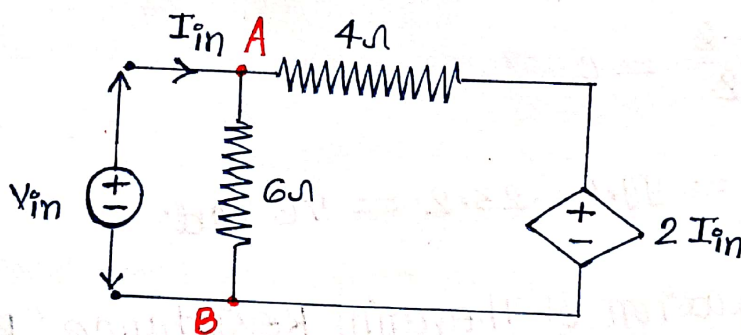 Iin A 4Ω
Vin + - 6Ω + - 2 Iin
B